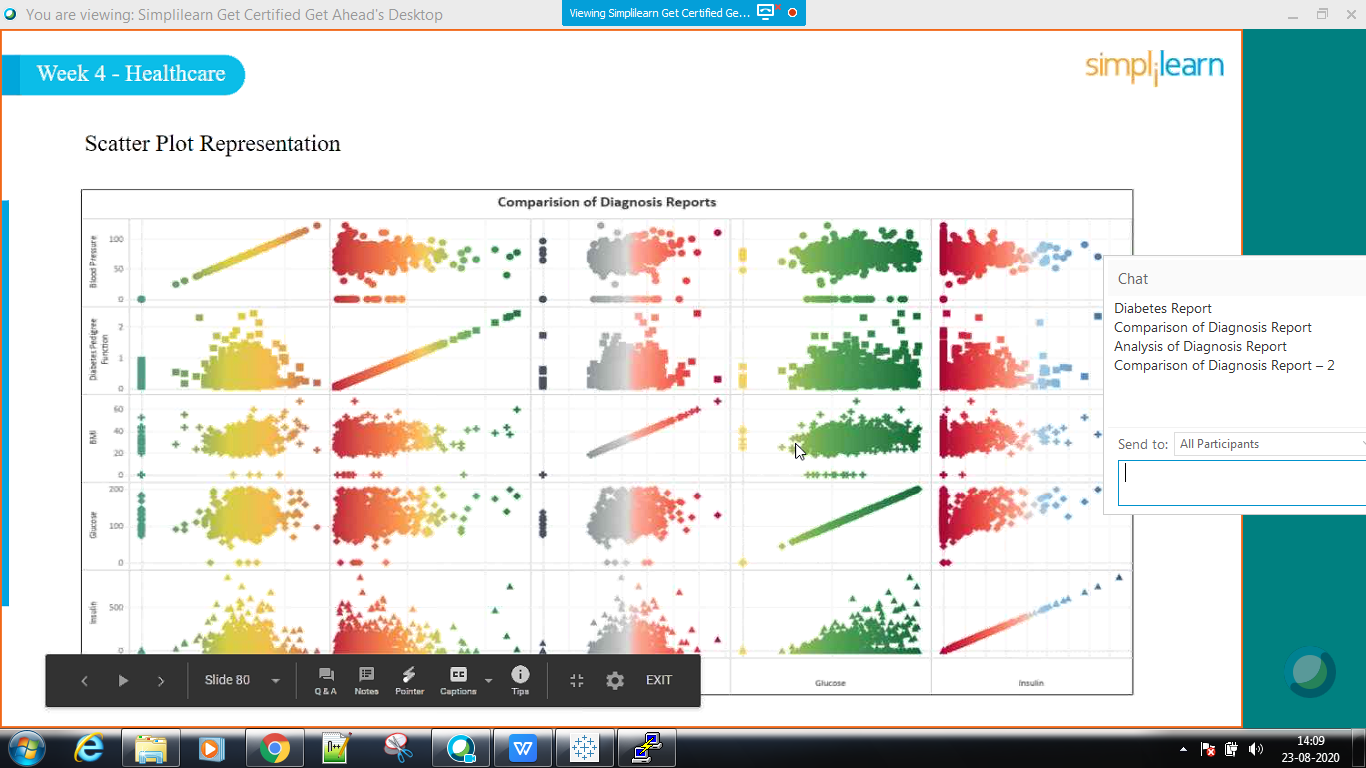 You are viewing: Simplilearn Get Certified Get Ahead's Desktop
Viewing Simplilearn Get Certified Ge...
Week 4 - Healthcare
simplilearn
Scatter Plot Representation
Comparision of Diagnosis Reports
Blood Pressure
100
50
0
Diabetes Pedigree
Function
2
1
0
BMI
60
40
20
0
Glucose
200
100
0
Insulin
500
0
Glucose
Insulin
Chat
Diabetes Report
Comparison of Diagnosis Report
Analysis of Diagnosis Report
Comparison of Diagnosis Report – 2
Send to: All Participants
Slide 80
Q & A
Notes
Pointer
CC
Captions
Tips
EXIT
14:09
23-08-2020